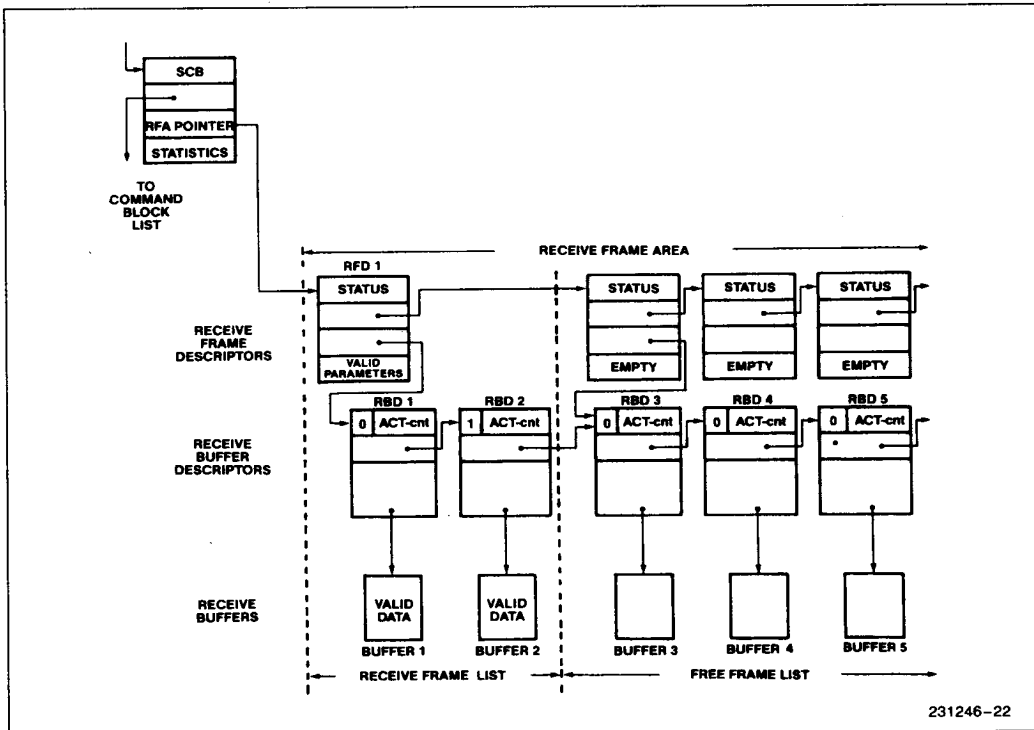 SCB
RFA POINTER
STATISTICS
TO
COMMAND
BLOCK
LIST
RECEIVE FRAME AREA
RFD 1
STATUS
STATUS
STATUS
STATUS
RECEIVE
FRAME
DESCRIPTORS
VALID
PARAMETERS
EMPTY
EMPTY
EMPTY
RBD 1
RBD 2
RBD 3
RBD 4
RBD 5
0 ACT-cnt
1 ACT-cnt
0 ACT-cnt
0 ACT-cnt
0 ACT-cnt
RECEIVE
BUFFER
DESCRIPTORS
RECEIVE
BUFFERS
VALID
DATA
VALID
DATA
BUFFER 1
BUFFER 2
BUFFER 3
BUFFER 4
BUFFER 5
RECEIVE FRAME LIST
FREE FRAME LIST
231246-22